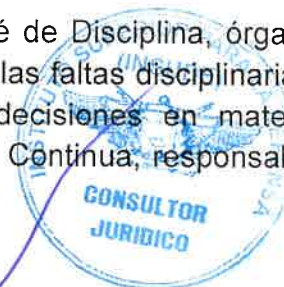 é de Disciplina, órga
las faltas disciplinaria
decisiones en mate
Continua, responsal
CONSULTOR
JURIDICO